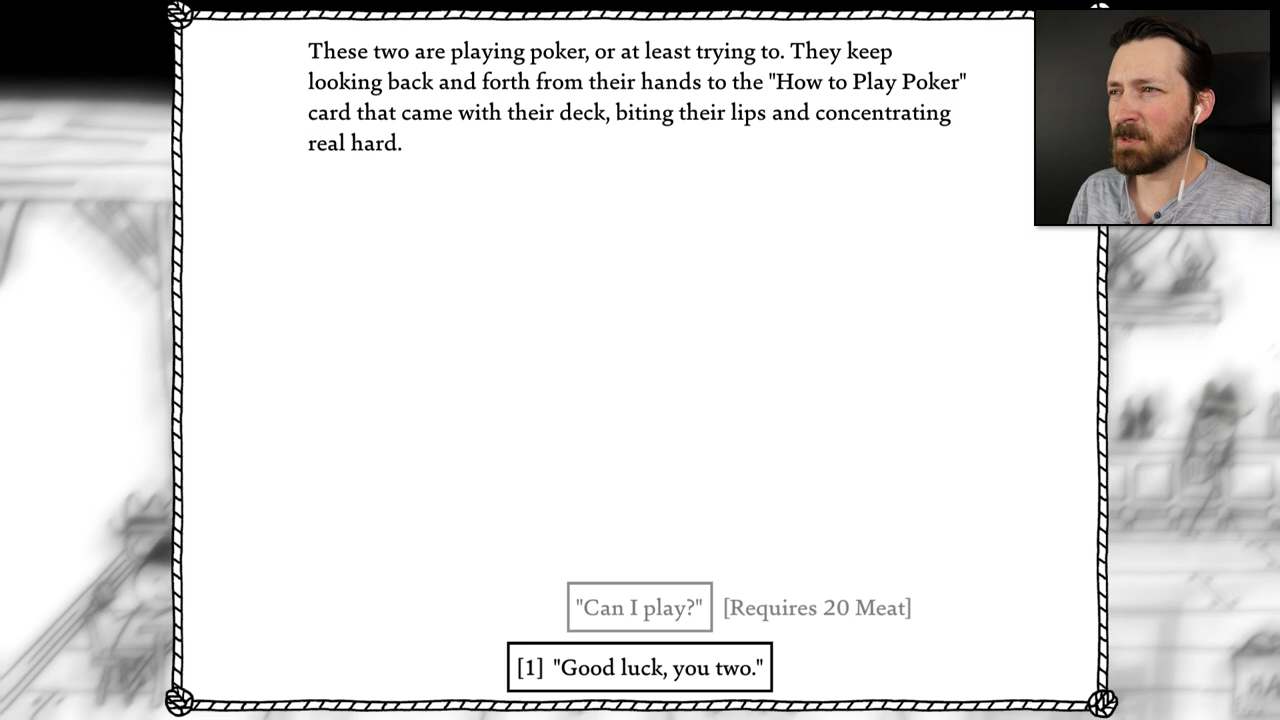 These two are playing poker, or at least trying to. They keep
looking back and forth from their hands to the "How to Play Poker"
card that came with their deck, biting their lips and concentrating
real hard.
"Can I play?" [Requires 20 Meat]
[1] "Good luck, you two."